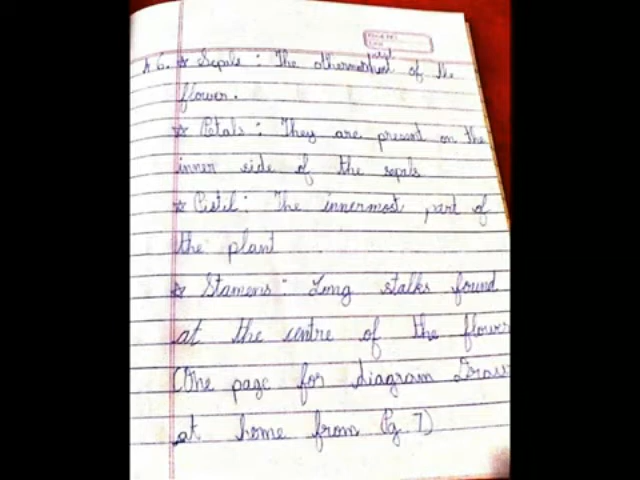 A 6. ☆ Sepals : The othermost of the
flower.
☆ Petals : They are present on the
inner side of the sepals
☆ Pistil : The innermost part of
the plant
☆ Stamens : Long stalks found
at the centre of the flower
(One page for diagram Draw
at home from Pg 7)